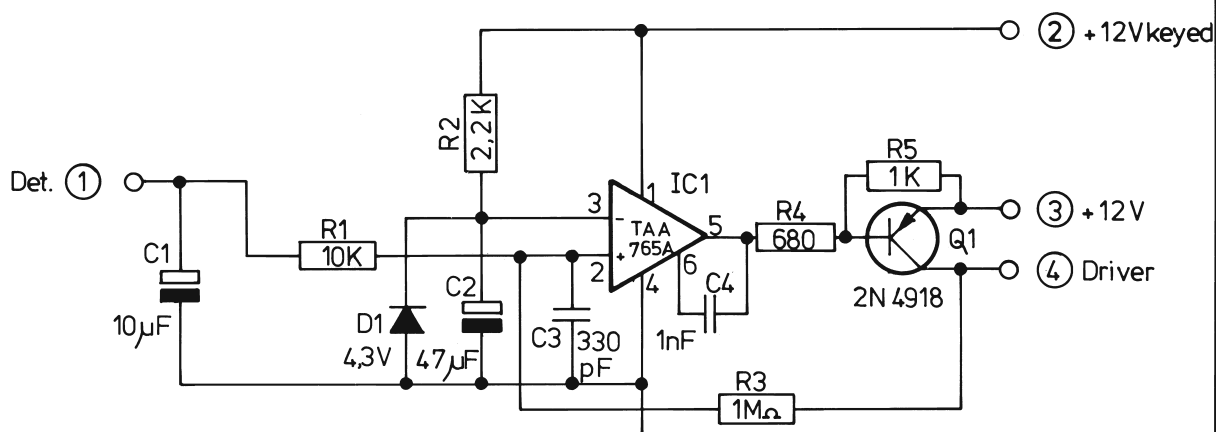 ② +12Vkeyed
R2
2,2K
Det. ①
C1
10µF
R1
10K
3
-
1
IC1
TAA
765A
+
2
5
6
4
R4
680
R5
1K
Q1
2N 4918
③ +12V
④ Driver
C2
47µF
D1
4,3V
C3
330
pF
C4
1nF
R3
1MΩ